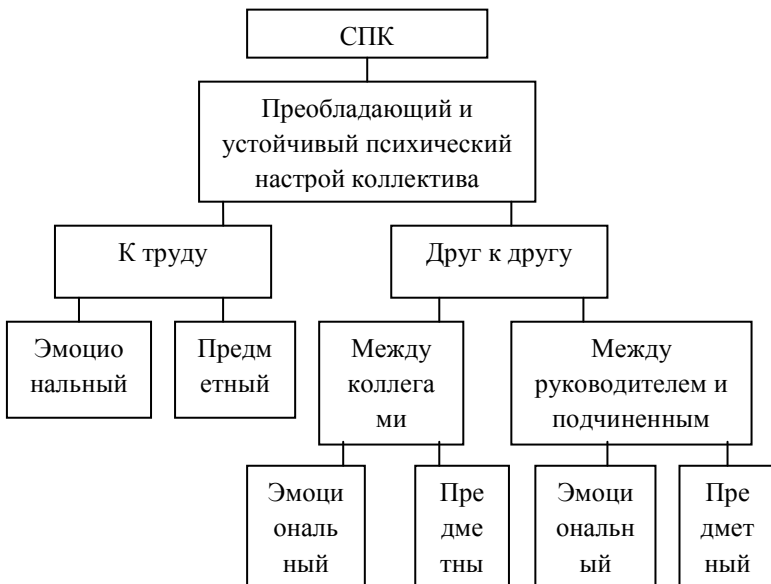 СПК
Преобладающий и
устойчивый психический
настрой коллектива
К труду
Друг к другу
Эмоцио
нальный
Предм
етный
Между
коллега
ми
Между
руководителем и
подчиненным
Эмоци
ональ
ный
Пре
дме
тны
Эмоци
ональн
ый
Пре
дмет
ный